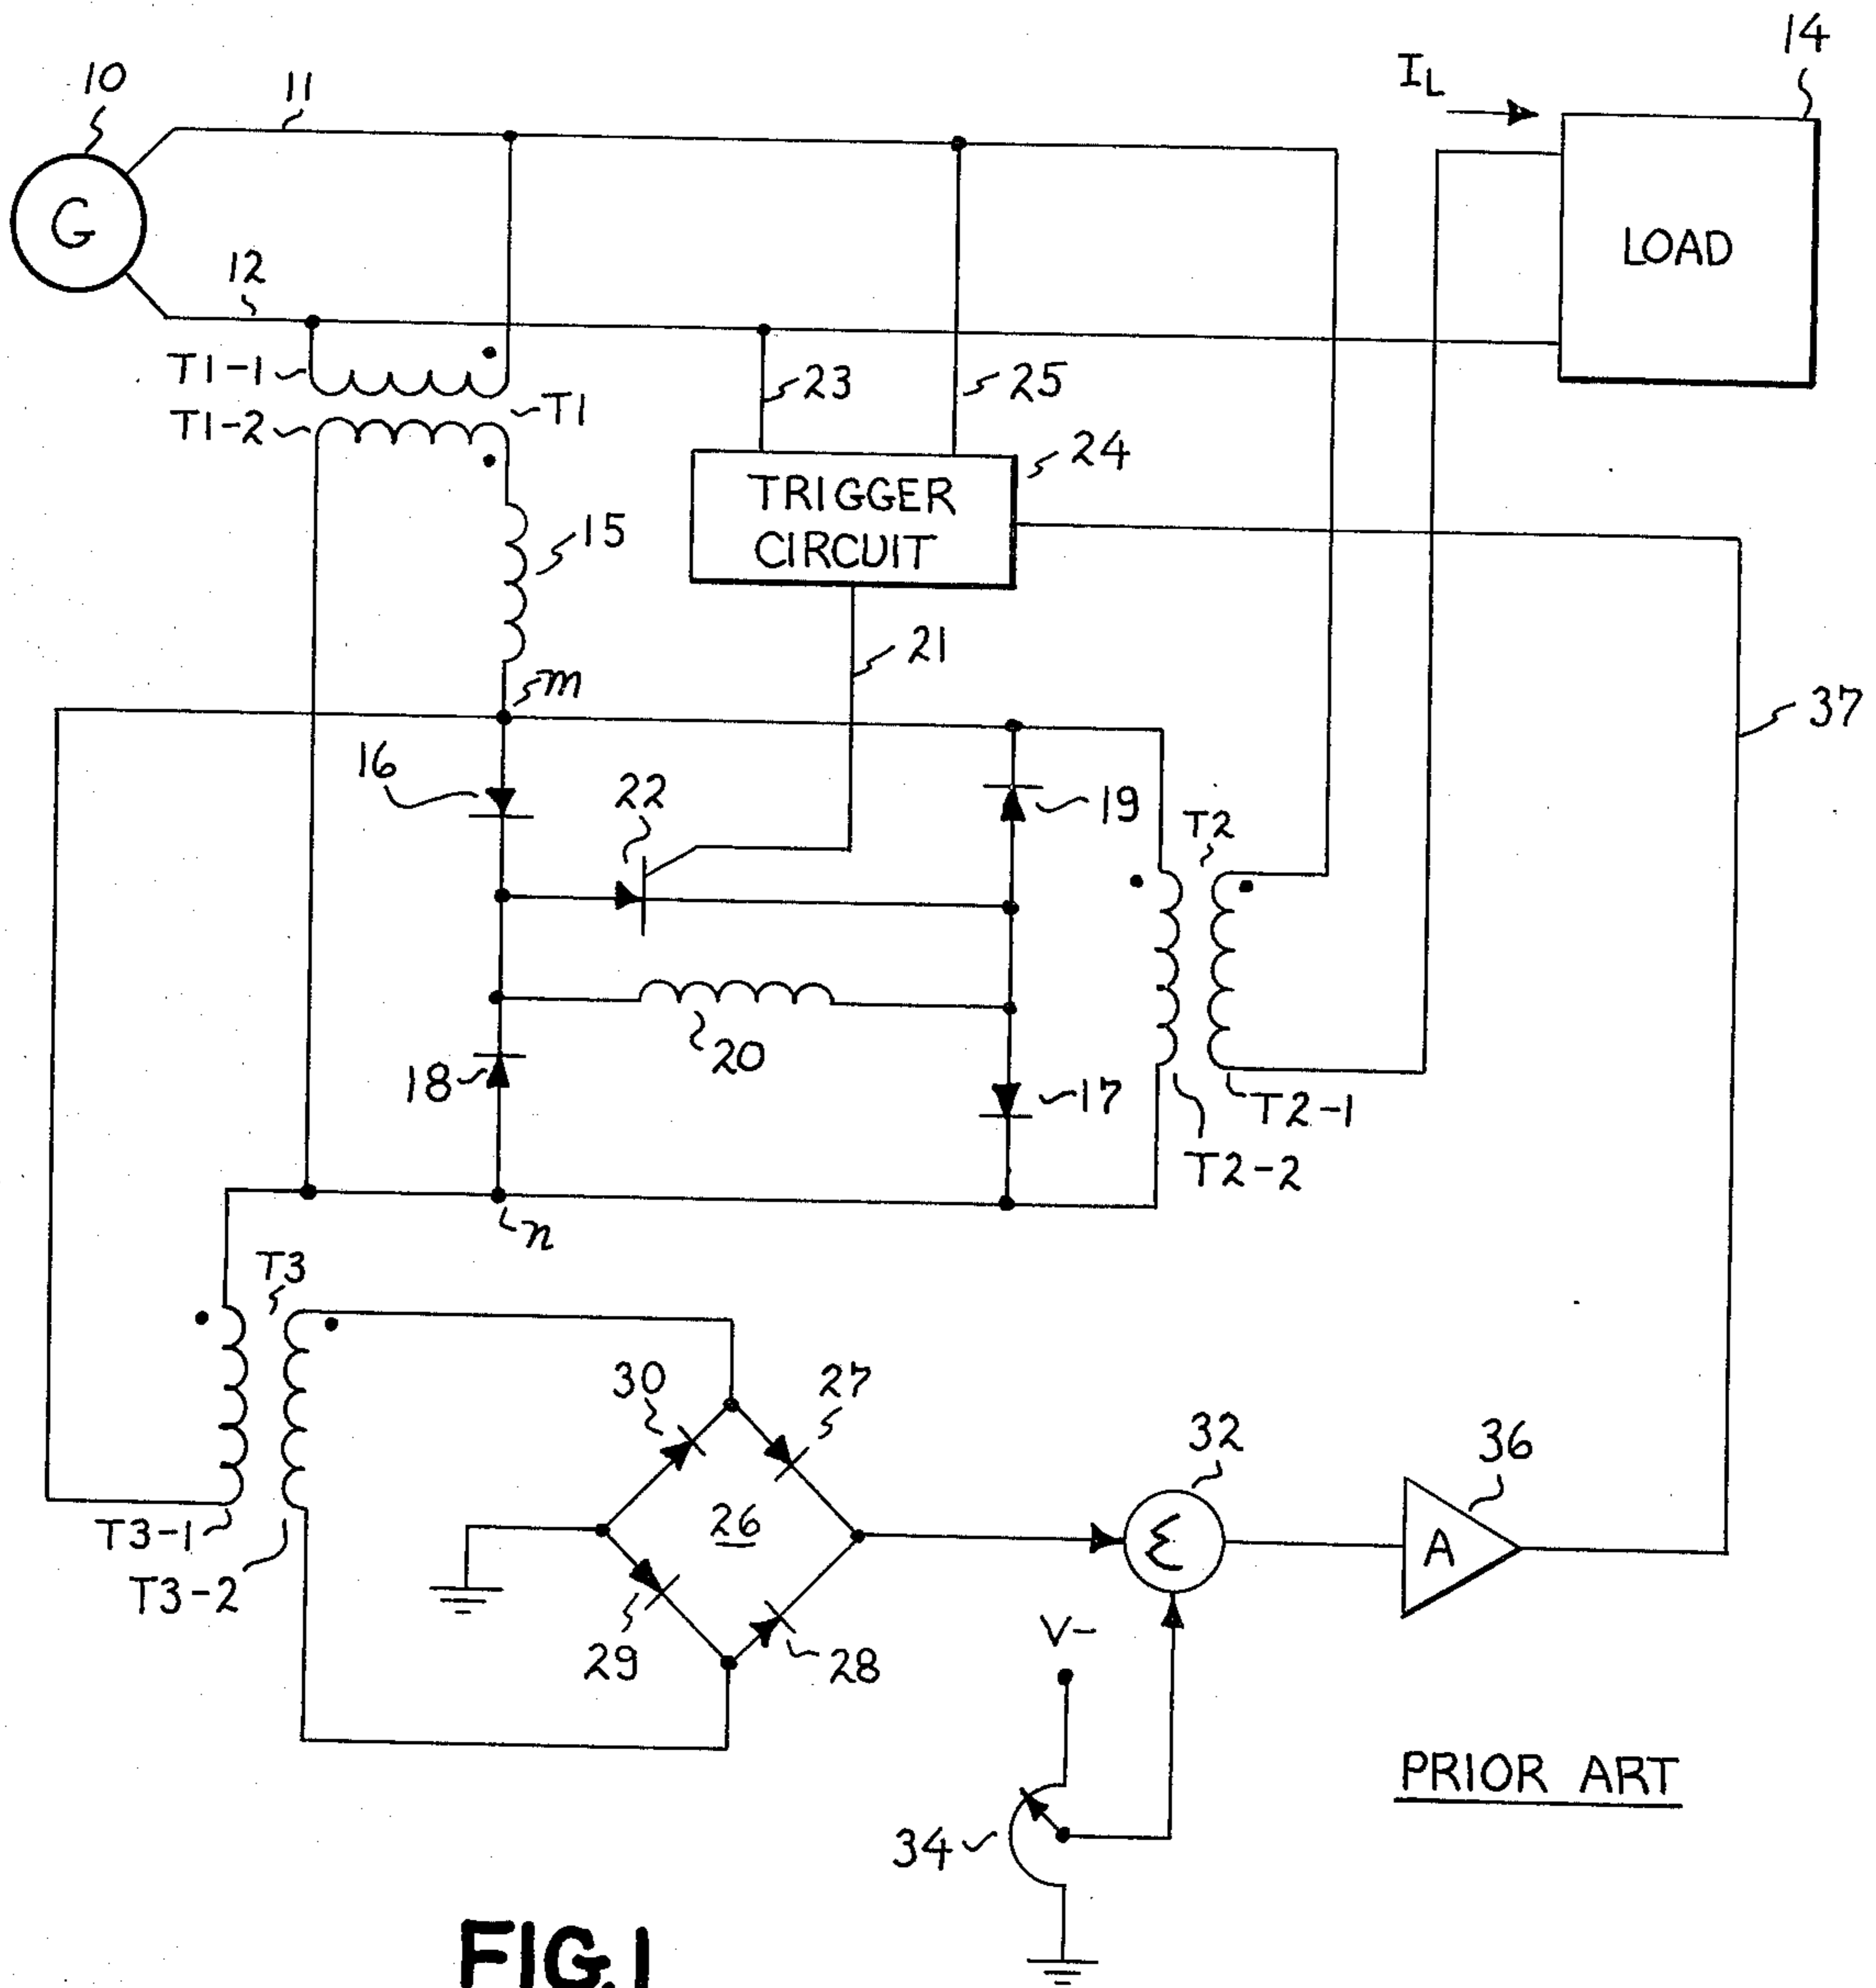 10
11
I_L
14
G
LOAD
12
T1-1
T1-2
T1
23
25
24
TRIGGER
CIRCUIT
15
21
m
37
16
22
19
T2
20
18
17
T2-1
T2-2
n
T3
30
27
32
36
26
Σ
A
T3-1
T3-2
29
28
V-
34
PRIOR ART
FIG.1